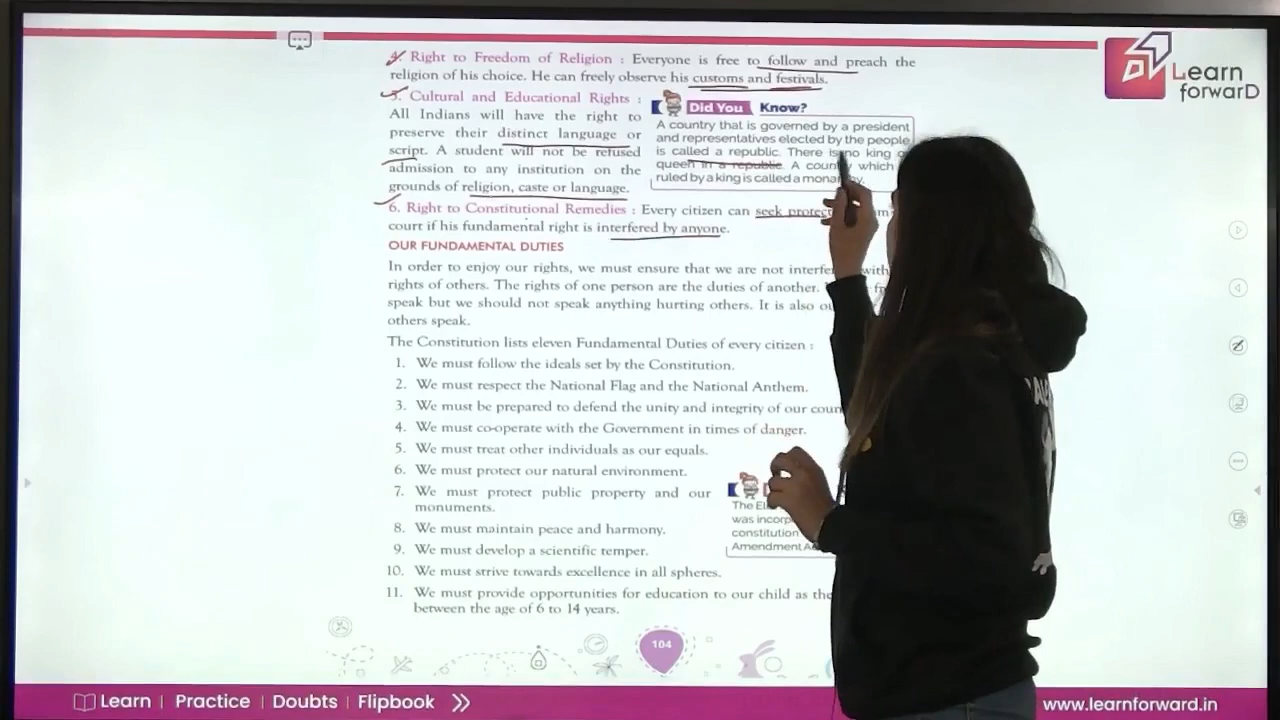 4. Right to Freedom of Religion : Everyone is free to follow and preach the
religion of his choice. He can freely observe his customs and festivals.
5. Cultural and Educational Rights :
All Indians will have the right to
preserve their distinct language or
script. A student will not be refused
admission to any institution on the
grounds of religion, caste or language.
Did You Know?
A country that is governed by a president
and representatives elected by the people
is called a republic. There is no king
queen in a republic. A country which
ruled by a king is called a
6. Right to Constitutional Remedies : Every citizen can seek
court if his fundamental right is interfered by anyone.
OUR FUNDAMENTAL DUTIES
In order to enjoy our rights, we must ensure that we are not with
rights of others. The rights of one person are the duties of another.
speak but we should not speak anything hurting others. It is also
others speak.
The Constitution lists eleven Fundamental Duties of every citizen :
1. We must follow the ideals set by the Constitution.
2. We must respect the National Flag and the National Anthem.
3. We must be prepared to defend the unity and integrity of our
4. We must co-operate with the Government in times of danger.
5. We must treat other individuals as our equals.
6. We must protect our natural environment.
7. We must protect public property and our
monuments.
8. We must maintain peace and harmony.
9. We must develop a scientific temper.
10. We must strive towards excellence in all spheres.
11. We must provide opportunities for education to our child as the
between the age of 6 to 14 years.
The
was
constitution
Amendment
104
Learn
forwarD
Learn | Practice | Doubts | Flipbook
www.learnforward.in